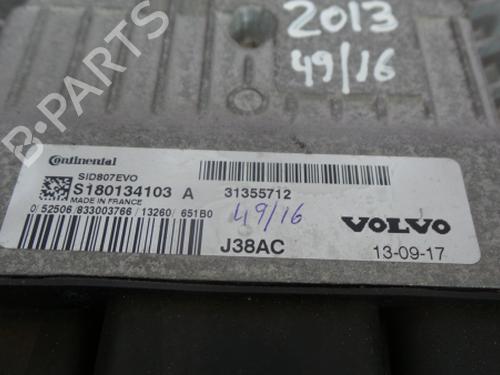 2013
49/16
B-PARTS
Continental
SID807EVO
S180134103 A
MADE IN FRANCE
0/ 52506/833003766/13260/ 651B0
31355712
49/16
J38AC
VOLVO
13-09-17